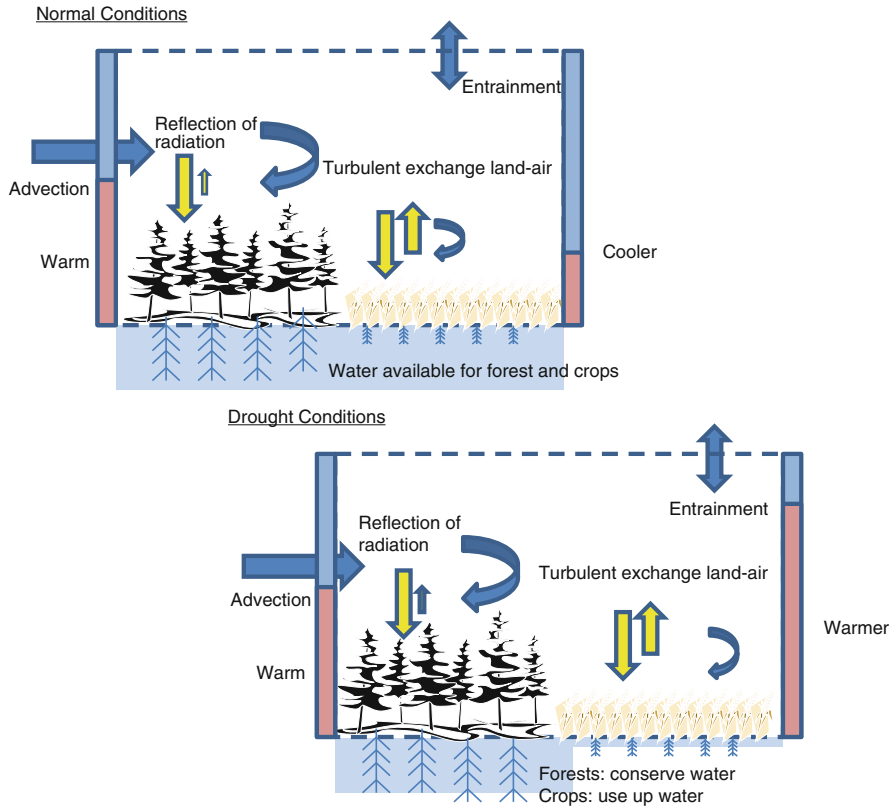 Normal Conditions
Entrainment
Reflection of
radiation
Turbulent exchange land-air
Advection
Warm
Cooler
Water available for forest and crops
Drought Conditions
Entrainment
Reflection of
radiation
Turbulent exchange land-air
Advection
Warmer
Warm
Forests: conserve water
Crops: use up water